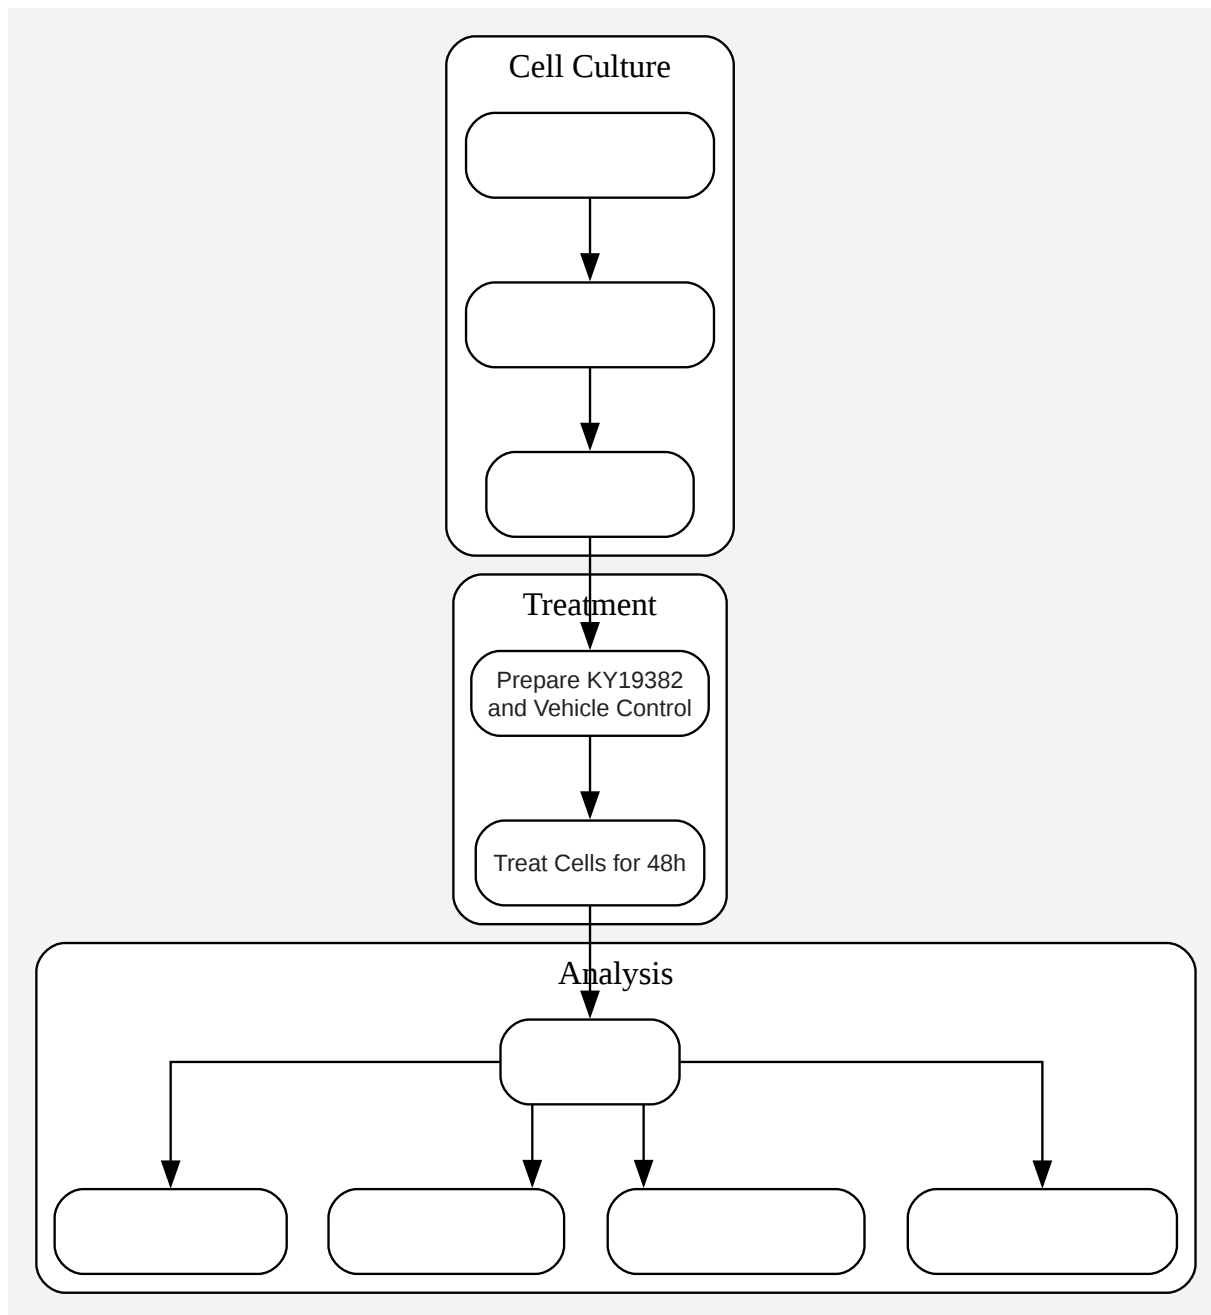 Cell Culture
Treatment
Prepare KY19382
and Vehicle Control
Treat Cells for 48h
Analysis